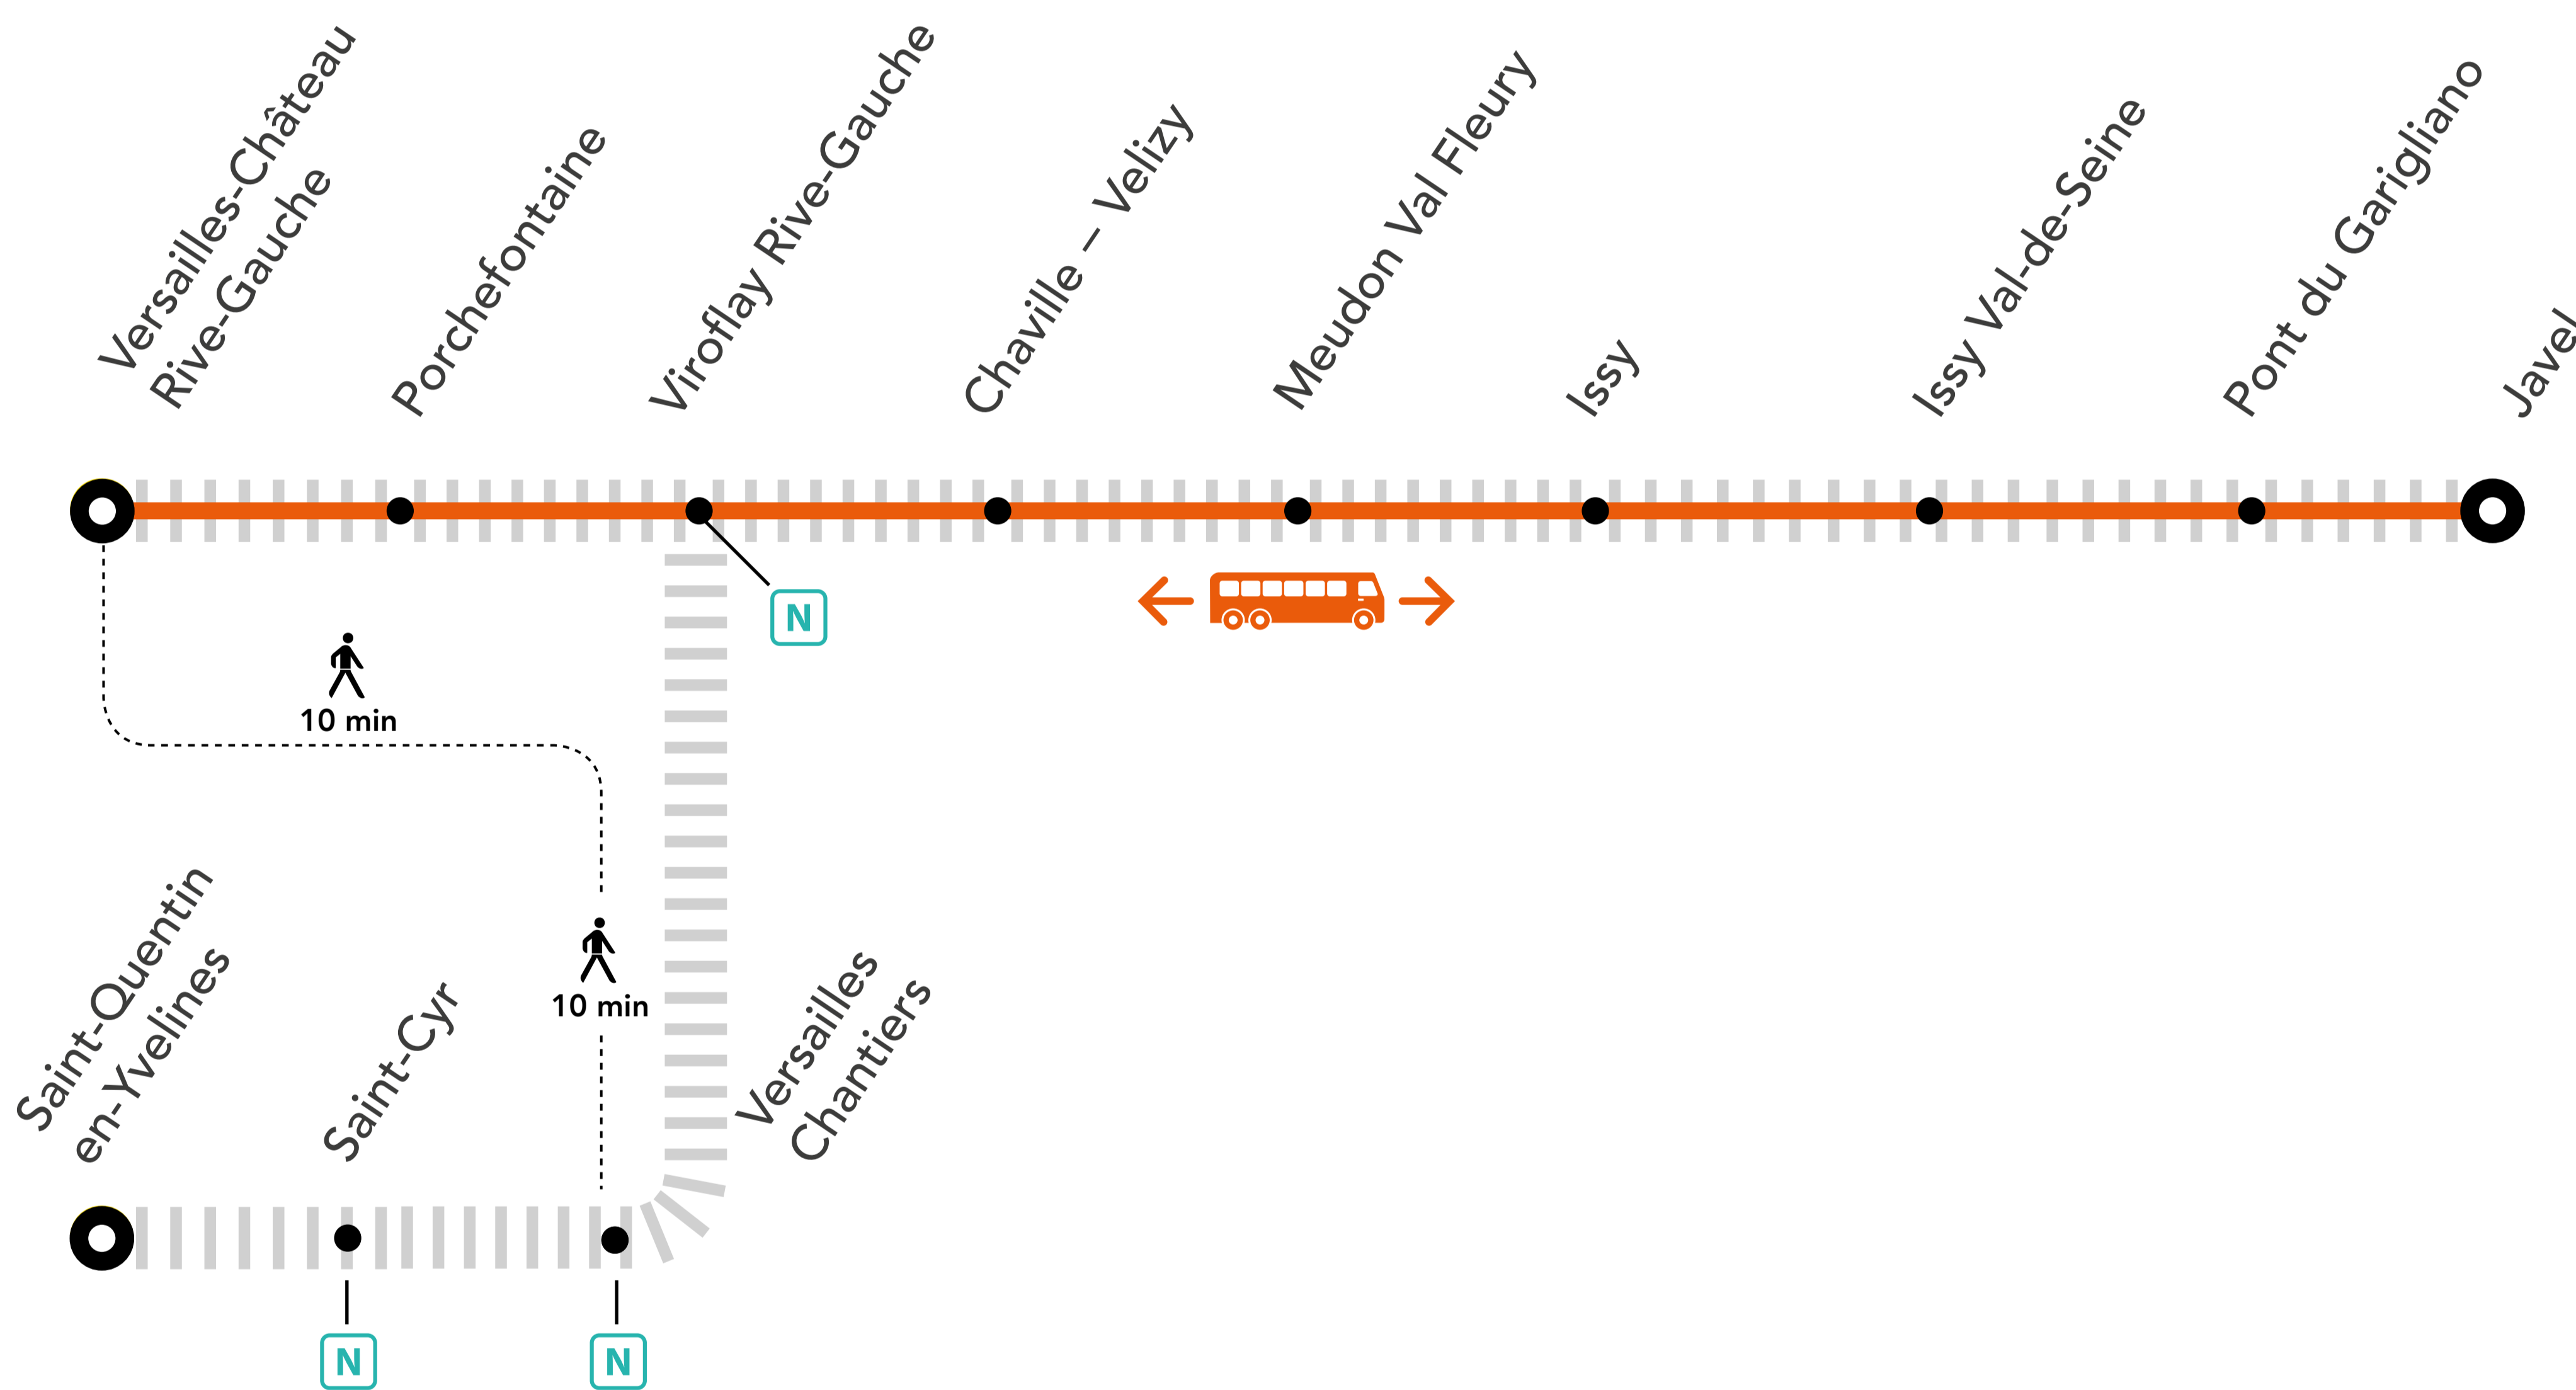 Versailles-Château
Rive-Gauche
Porchefontaine
Viroflay Rive-Gauche
Chaville – Velizy
Meudon Val Fleury
Issy
Issy Val-de-Seine
Pont du Garigliano
Javel
N
10 min
10 min
Saint-Quentin
en-Yvelines
Saint-Cyr
Versailles
Chantiers
N
N